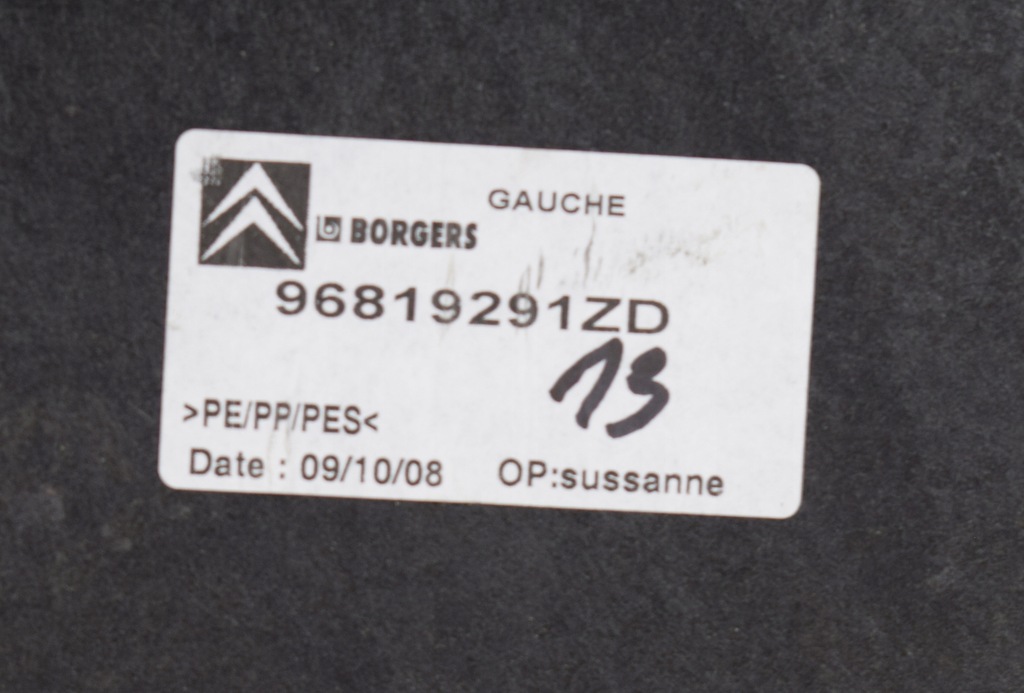 GAUCHE
BORGERS
96819291ZD
13
>PE/PP/PES<
Date : 09/10/08 OP:sussanne